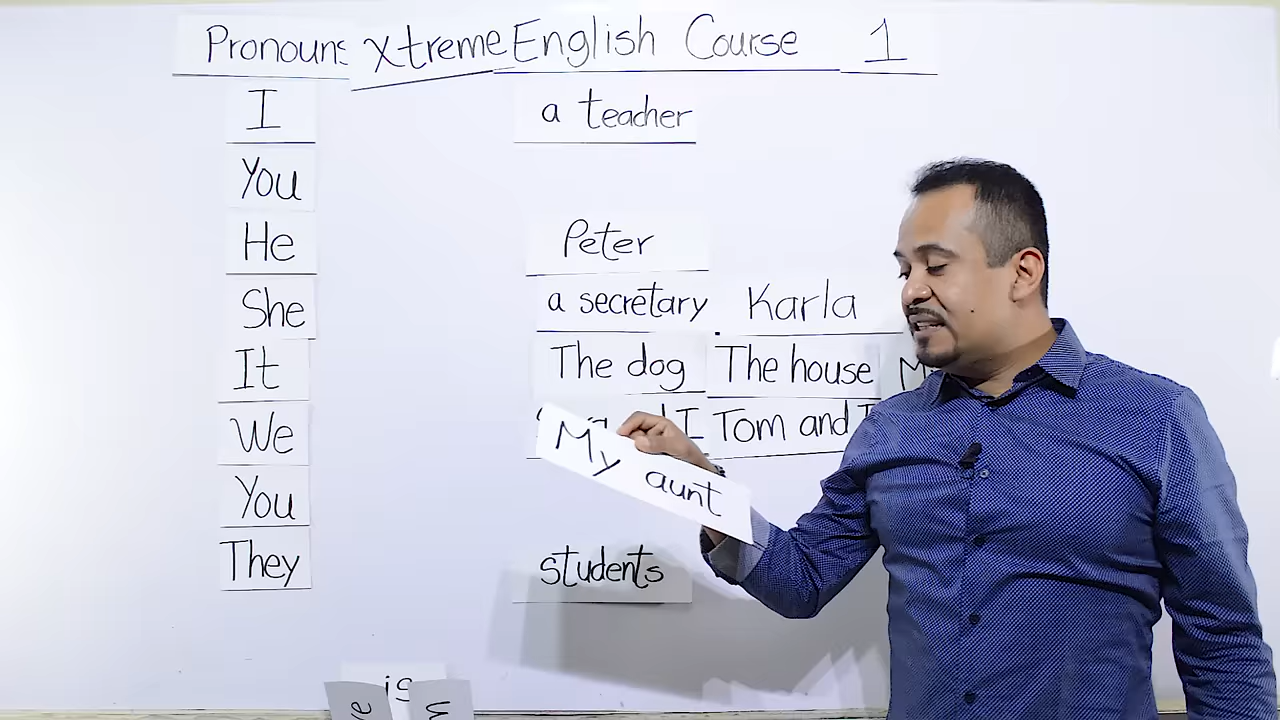 Pronouns Xtreme English Course 1
I a teacher
You
He Peter
She a secretary Karla
It The dog The house
We I Tom and I
My aunt
You
They students
is